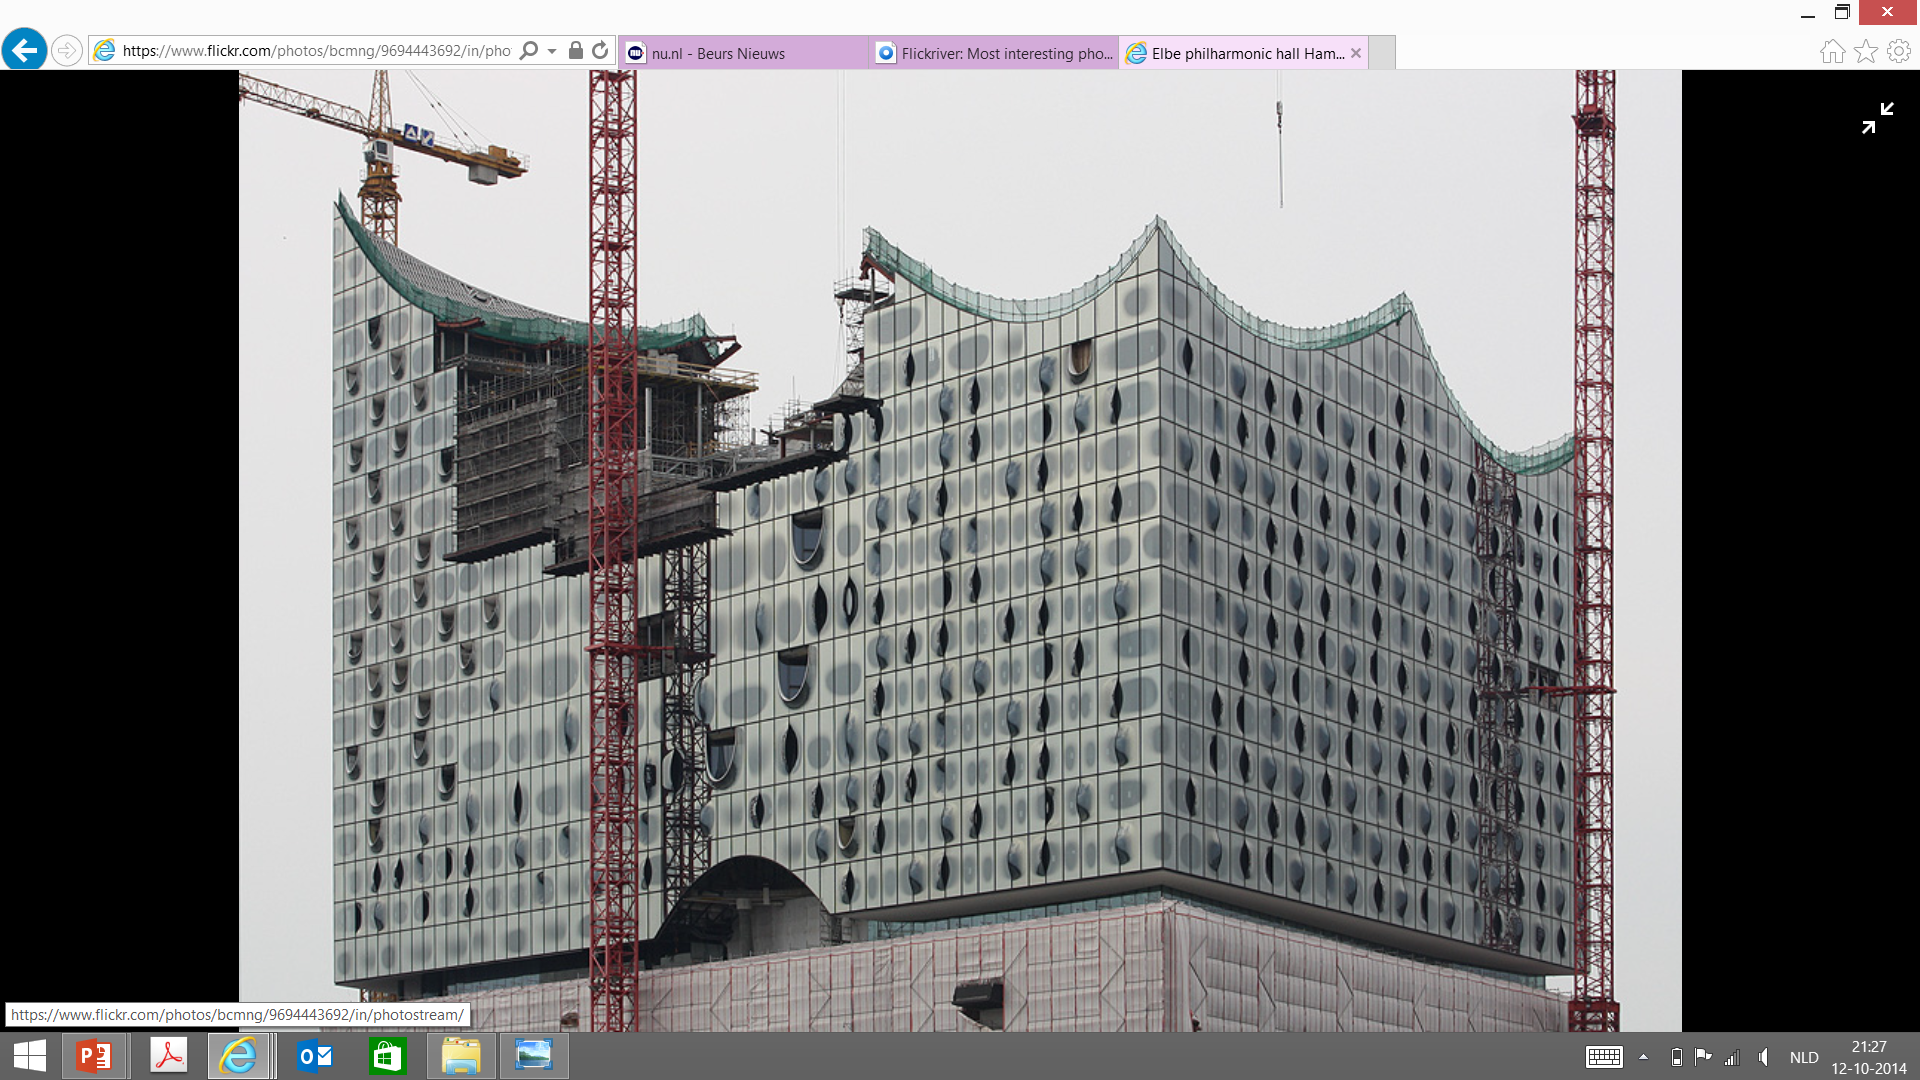 https://www.flickr.com/photos/bcmng/9694443692/in/pho
nu.nl - Beurs Nieuws
Flickriver: Most interesting pho...
Elbe philharmonic hall Ham...
https://www.flickr.com/photos/bcmng/9694443692/in/photostream/
NLD
21:27
12-10-2014